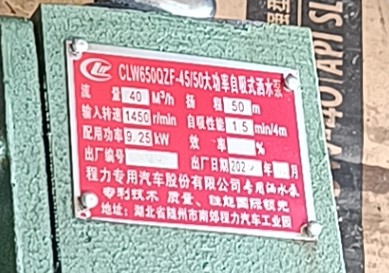 CLW650QZF-45/50大功率自吸式洒水泵
流 量 40 M³/h 扬 程 50 m
输入转速 1450 r/min 自吸性能 1.5 min/4m
配用功率 9.25 kW 效 率 %
出厂编号 出厂日期 202 年 月
程力专用汽车股份有限公司专用洒水泵
专利技术 质量、性能国际领先
地址：湖北省随州市南郊程力汽车工业园
40T/API SL